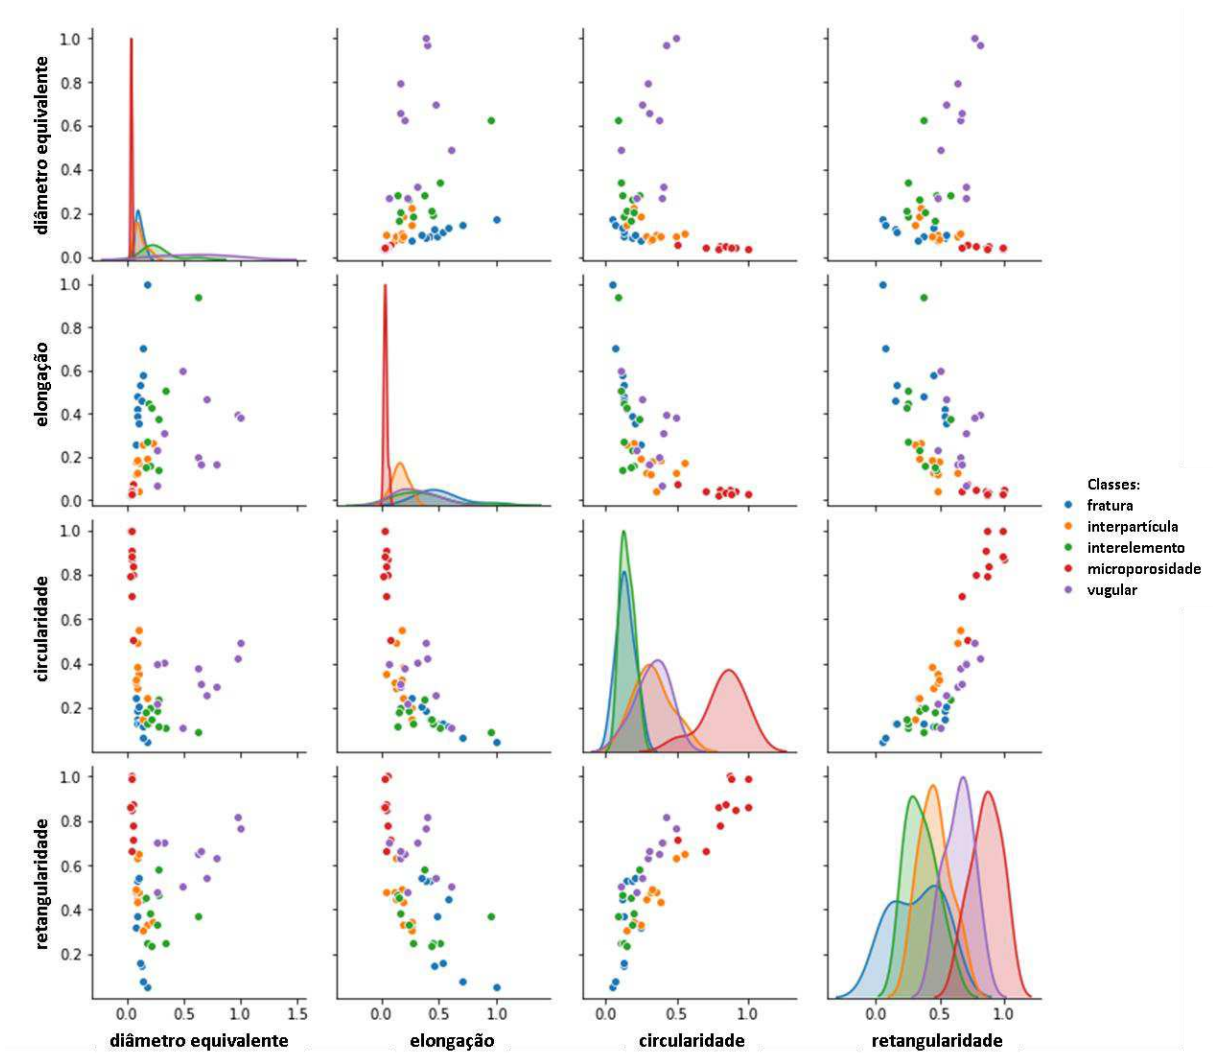 diâmetro equivalente
1.0
0.8
0.6
0.4
0.2
0.0
elongação
1.0
0.8
0.6
0.4
0.2
0.0
Classes:
fratura
interpartícula
interelemento
microporosidade
vugular
circularidade
1.0
0.8
0.6
0.4
0.2
retangularidade
1.0
0.8
0.6
0.4
0.2
0.0 0.5 1.0 1.5 0.0 0.5 1.0 0.0 0.5 1.0 0.0 0.5 1.0
diâmetro equivalente elongação circularidade retangularidade